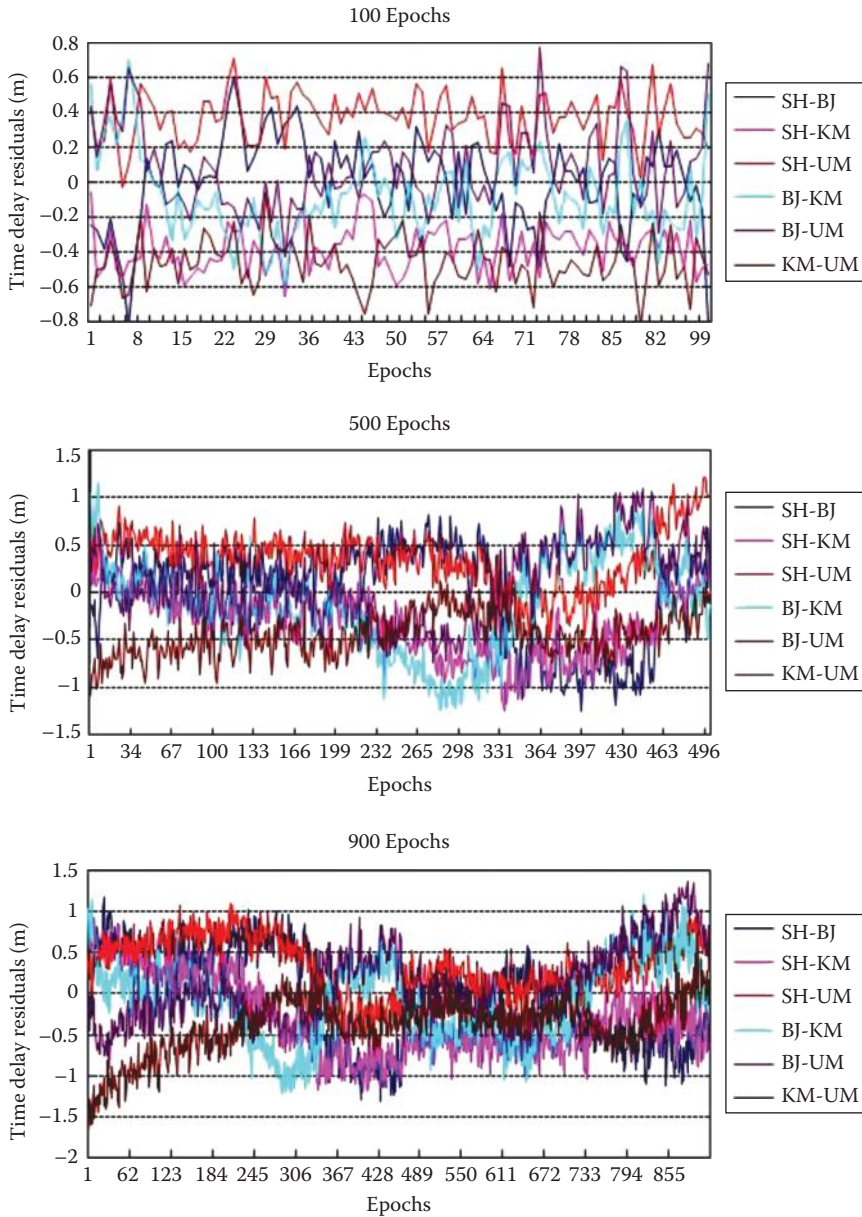 100 Epochs
Time delay residuals (m)
0.8
0.6
0.4
0.2
0
−0.2
−0.4
−0.6
−0.8
1 8 15 22 29 36 43 50 57 64 71 78 85 82 99
Epochs
SH-BJ
SH-KM
SH-UM
BJ-KM
BJ-UM
KM-UM
500 Epochs
Time delay residuals (m)
1.5
1
0.5
0
−0.5
−1
−1.5
1 34 67 100 133 166 199 232 265 298 331 364 397 430 463 496
Epochs
SH-BJ
SH-KM
SH-UM
BJ-KM
BJ-UM
KM-UM
900 Epochs
Time delay residuals (m)
1.5
1
0.5
0
−0.5
−1
−1.5
−2
1 62 123 184 245 306 367 428 489 550 611 672 733 794 855
Epochs
SH-BJ
SH-KM
SH-UM
BJ-KM
BJ-UM
KM-UM